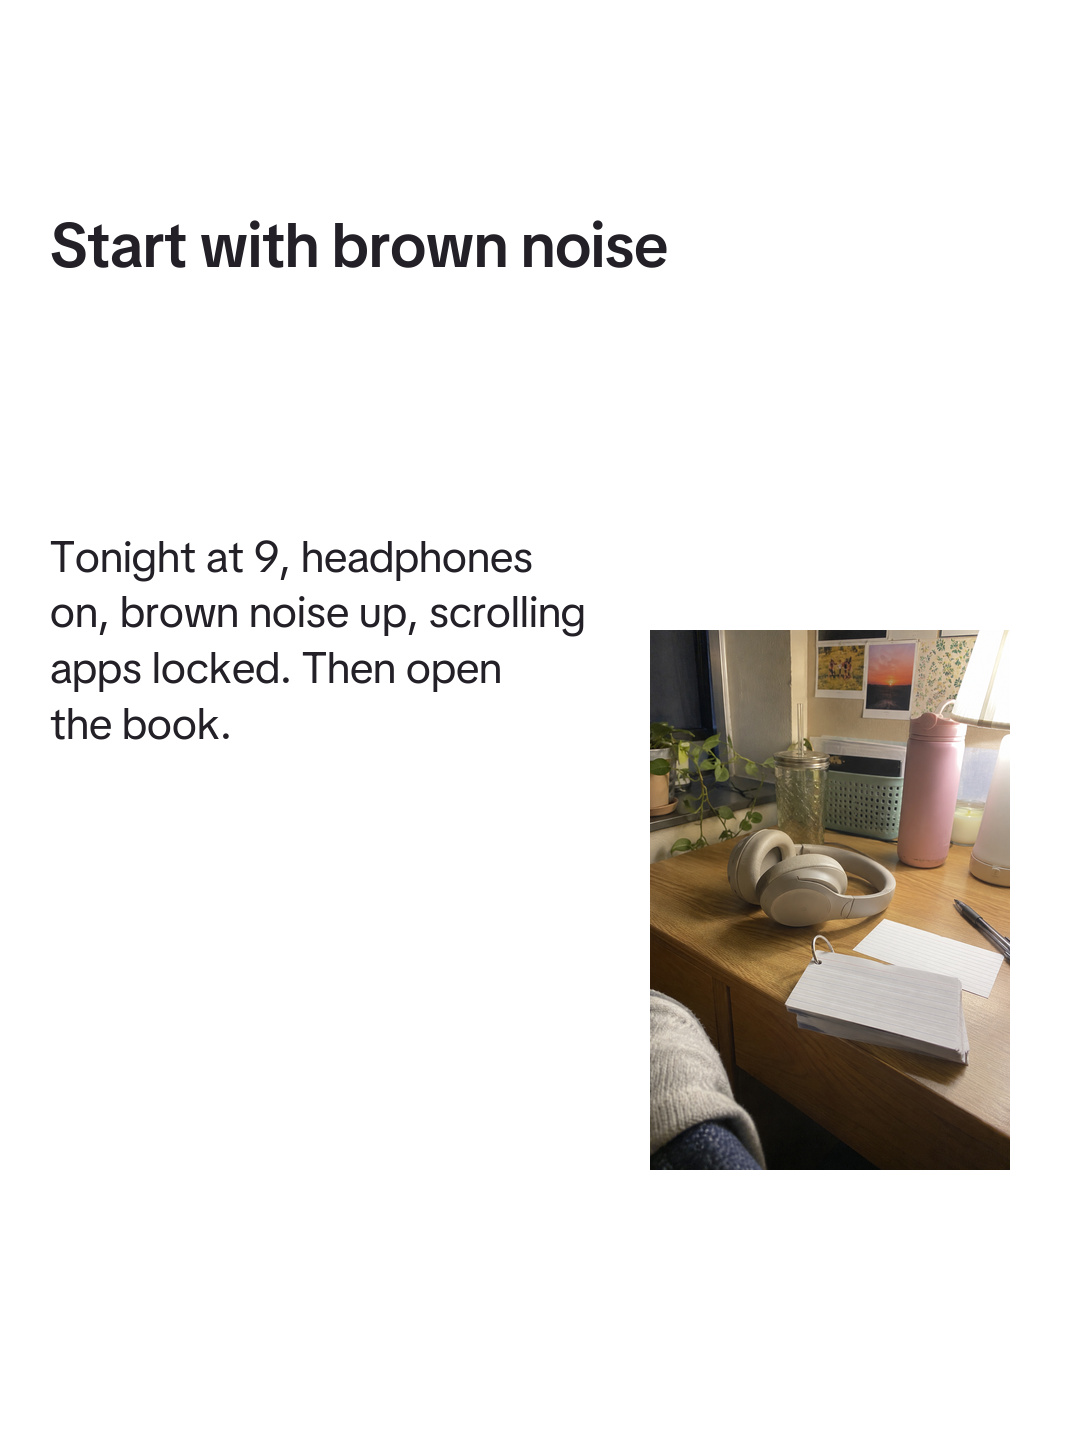 Start with brown noise
Tonight at 9, headphones
on, brown noise up, scrolling
apps locked. Then open
the book.